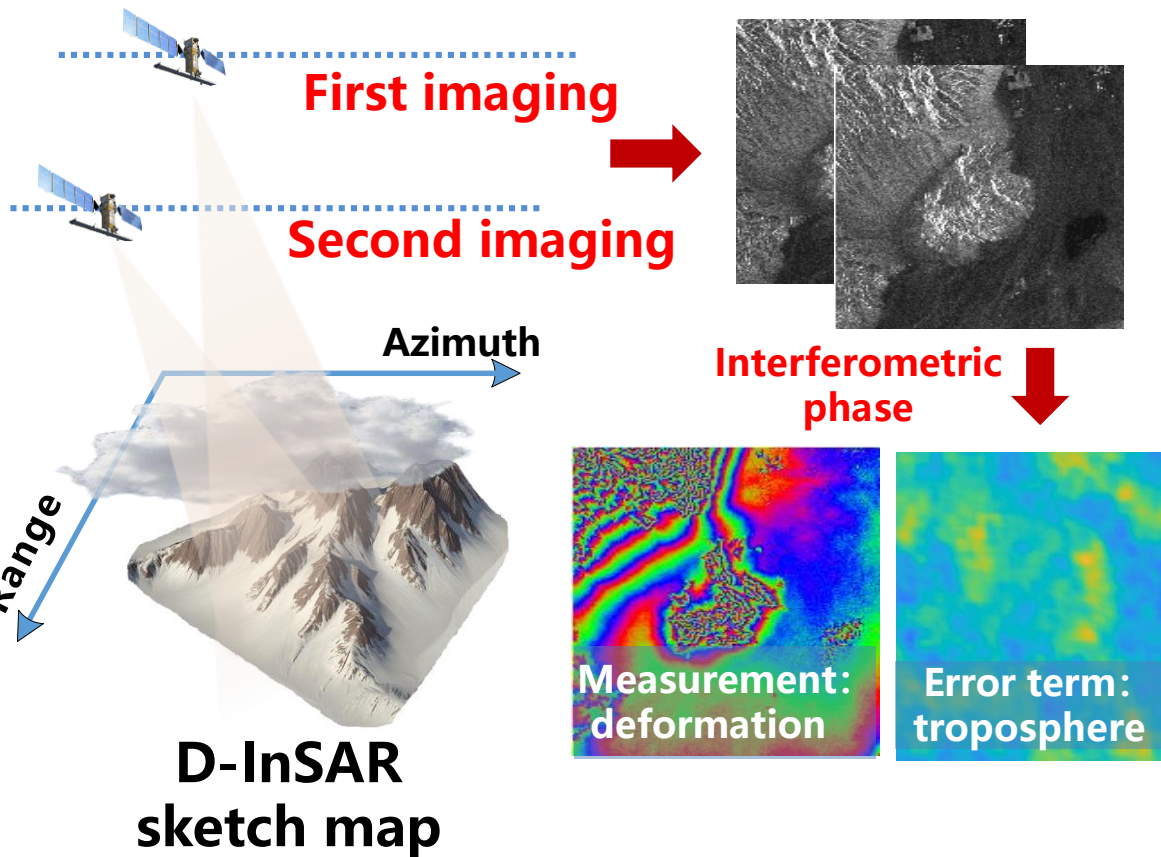 First imaging
Second imaging
Azimuth
Range
Interferometric
phase
Measurement：
deformation
Error term：
troposphere
D-InSAR
sketch map